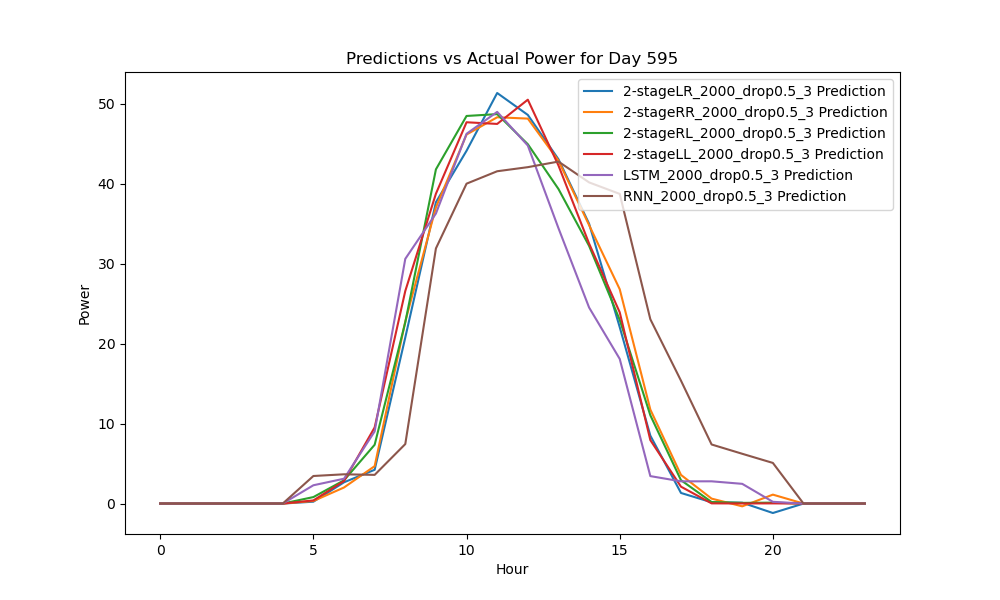 Predictions vs Actual Power for Day 595
2-stageLR_2000_drop0.5_3 Prediction
2-stageRR_2000_drop0.5_3 Prediction
2-stageRL_2000_drop0.5_3 Prediction
2-stageLL_2000_drop0.5_3 Prediction
LSTM_2000_drop0.5_3 Prediction
RNN_2000_drop0.5_3 Prediction
Power
50
40
30
20
10
0
0 5 10 15 20
Hour